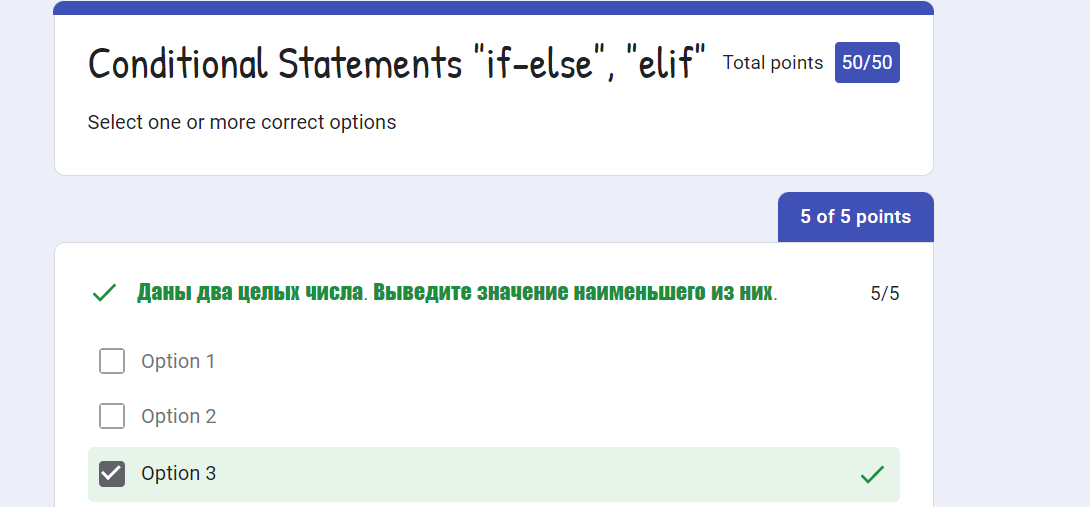 Conditional Statements "if-else", "elif"
Total points 50/50
Select one or more correct options
5 of 5 points
Даны два целых числа. Выведите значение наименьшего из них.
5/5
Option 1
Option 2
Option 3